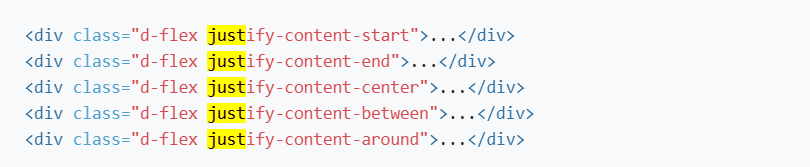 <div class="d-flex justify-content-start">...</div>
<div class="d-flex justify-content-end">...</div>
<div class="d-flex justify-content-center">...</div>
<div class="d-flex justify-content-between">...</div>
<div class="d-flex justify-content-around">...</div>